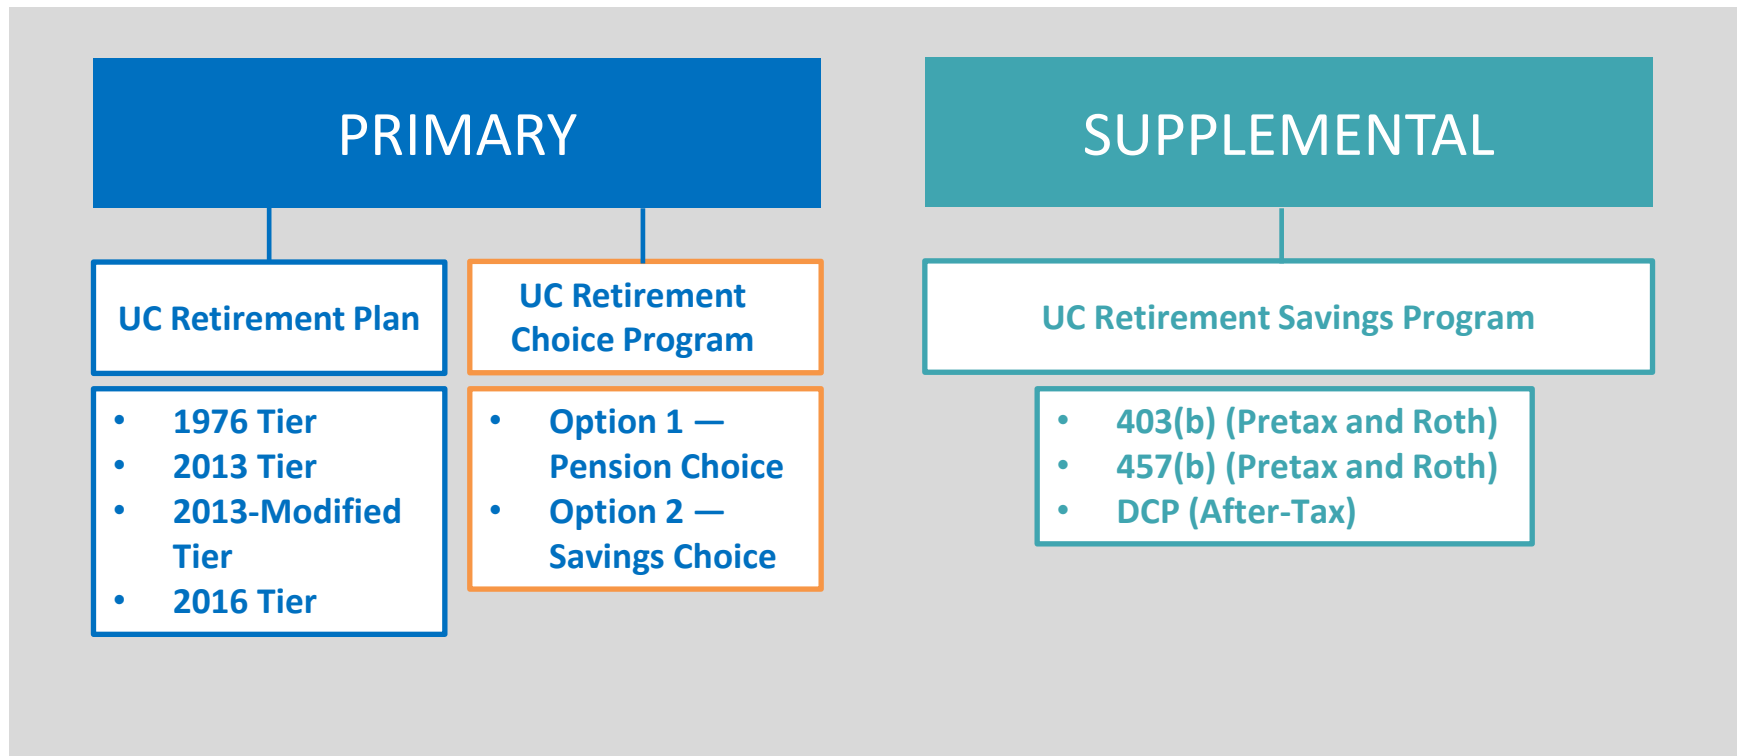 PRIMARY
UC Retirement Plan
• 1976 Tier
• 2013 Tier
• 2013-Modified
Tier
• 2016 Tier
UC Retirement
Choice Program
• Option 1 —
Pension Choice
• Option 2 —
Savings Choice
SUPPLEMENTAL
UC Retirement Savings Program
• 403(b) (Pretax and Roth)
• 457(b) (Pretax and Roth)
• DCP (After-Tax)